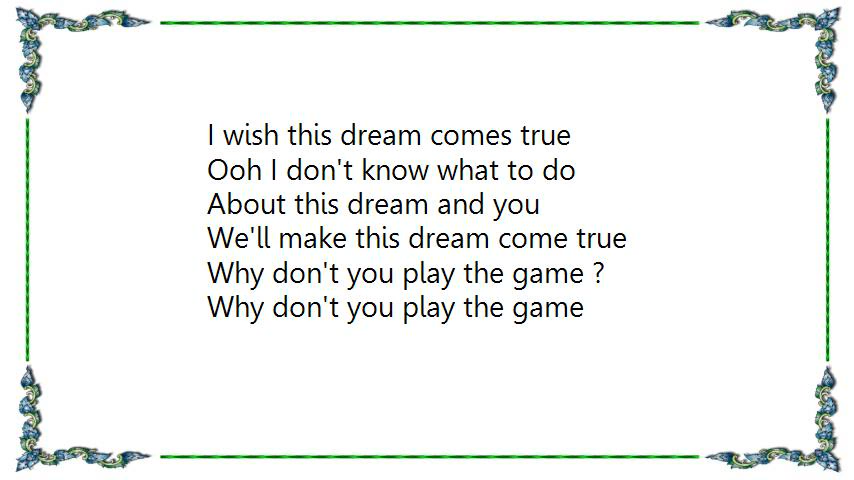 I wish this dream comes true
Ooh I don't know what to do
About this dream and you
We'll make this dream come true
Why don't you play the game ?
Why don't you play the game